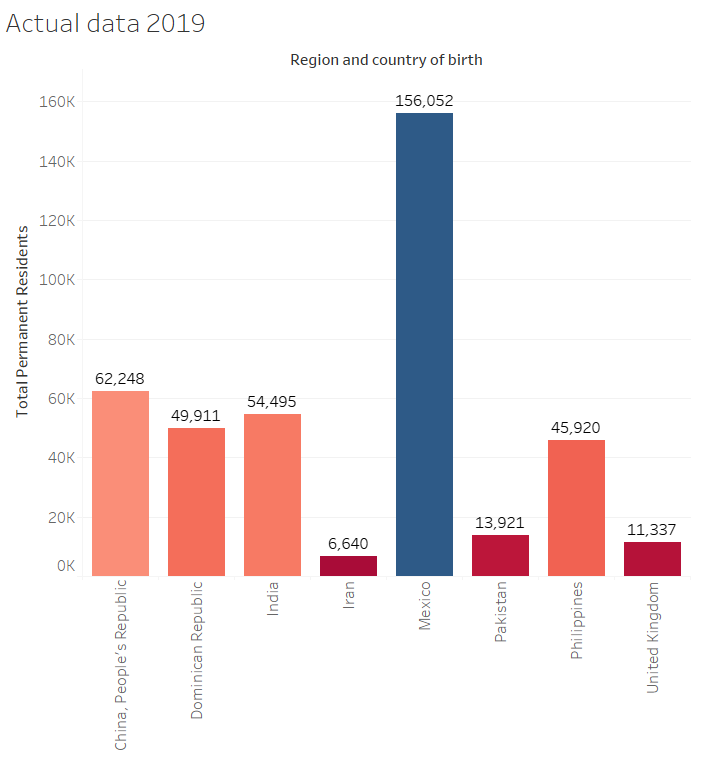 Actual data 2019
Region and country of birth
Total Permanent Residents
160K
140K
120K
100K
80K
60K
40K
20K
0K
62,248
49,911
54,495
6,640
156,052
13,921
45,920
11,337
China, People's Republic
Dominican Republic
India
Iran
Mexico
Pakistan
Philippines
United Kingdom